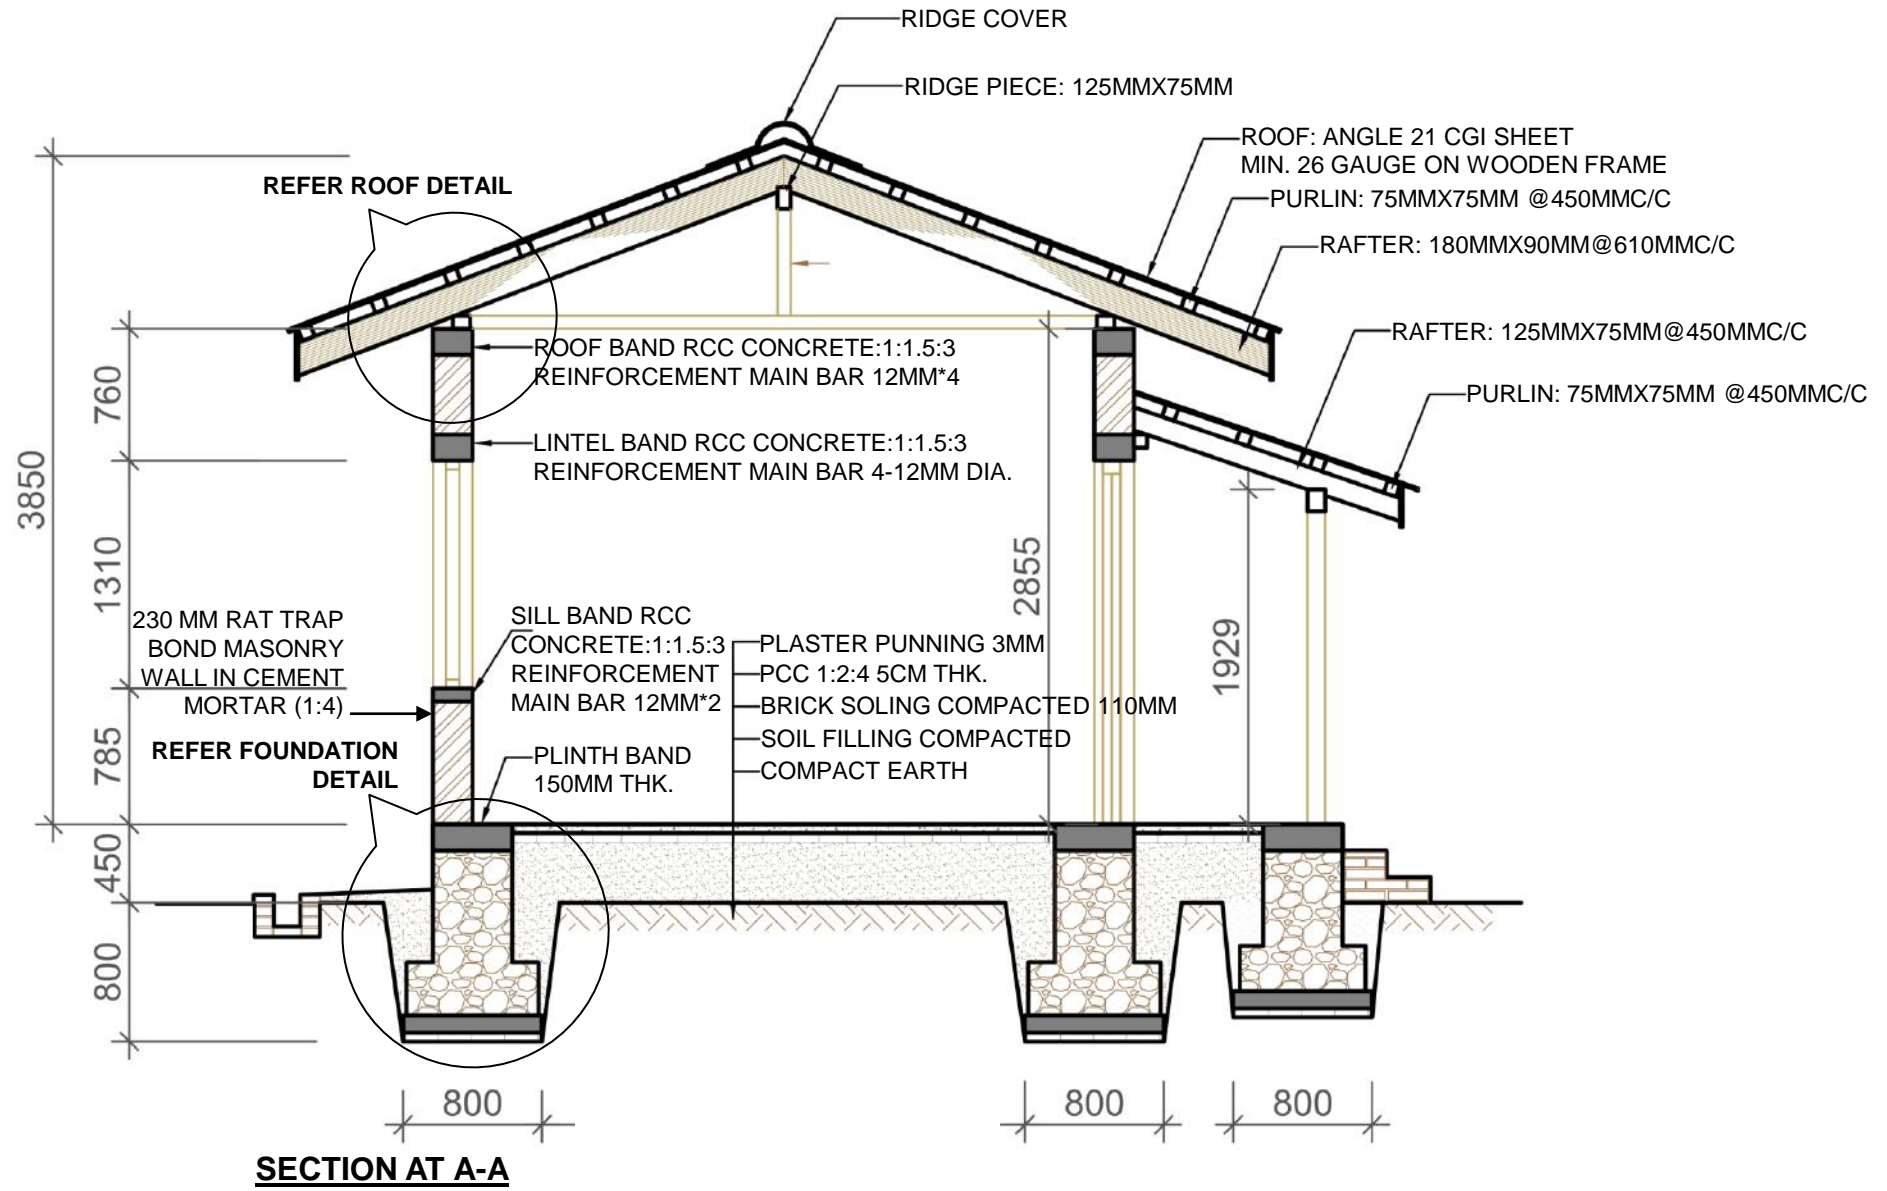 RIDGE COVER
RIDGE PIECE: 125MMX75MM
ROOF: ANGLE 21 CGI SHEET
MIN. 26 GAUGE ON WOODEN FRAME
REFER ROOF DETAIL
PURLIN: 75MMX75MM @450MMC/C
RAFTER: 180MMX90MM@610MMC/C
RAFTER: 125MMX75MM@450MMC/C
PURLIN: 75MMX75MM @450MMC/C
ROOF BAND RCC CONCRETE:1:1.5:3
REINFORCEMENT MAIN BAR 12MM*4
LINTEL BAND RCC CONCRETE:1:1.5:3
REINFORCEMENT MAIN BAR 4-12MM DIA.
3850
760
1310
785
450
800
2855
1929
230 MM RAT TRAP
BOND MASONRY
WALL IN CEMENT
MORTAR (1:4)
SILL BAND RCC
CONCRETE:1:1.5:3
REINFORCEMENT
MAIN BAR 12MM*2
PLASTER PUNNING 3MM
PCC 1:2:4 5CM THK.
BRICK SOLING COMPACTED 110MM
SOIL FILLING COMPACTED
COMPACT EARTH
REFER FOUNDATION
DETAIL
PLINTH BAND
150MM THK.
800
800
800
SECTION AT A-A